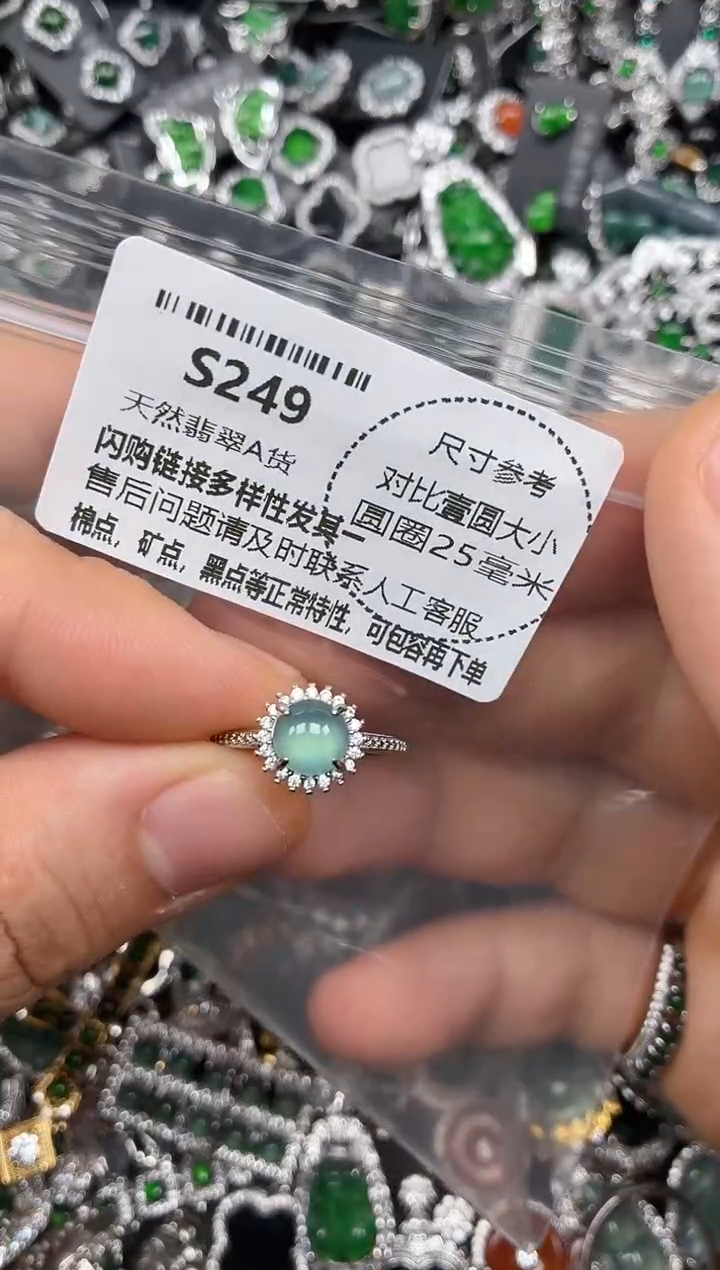 S249
天然翡翠A货
闪购链接多样性发其一
售后问题请及时联系人工客服
棉点，矿点，黑点等正常特性，可包容再下单
尺寸参考
对比壹圆大小
圆圈25毫米